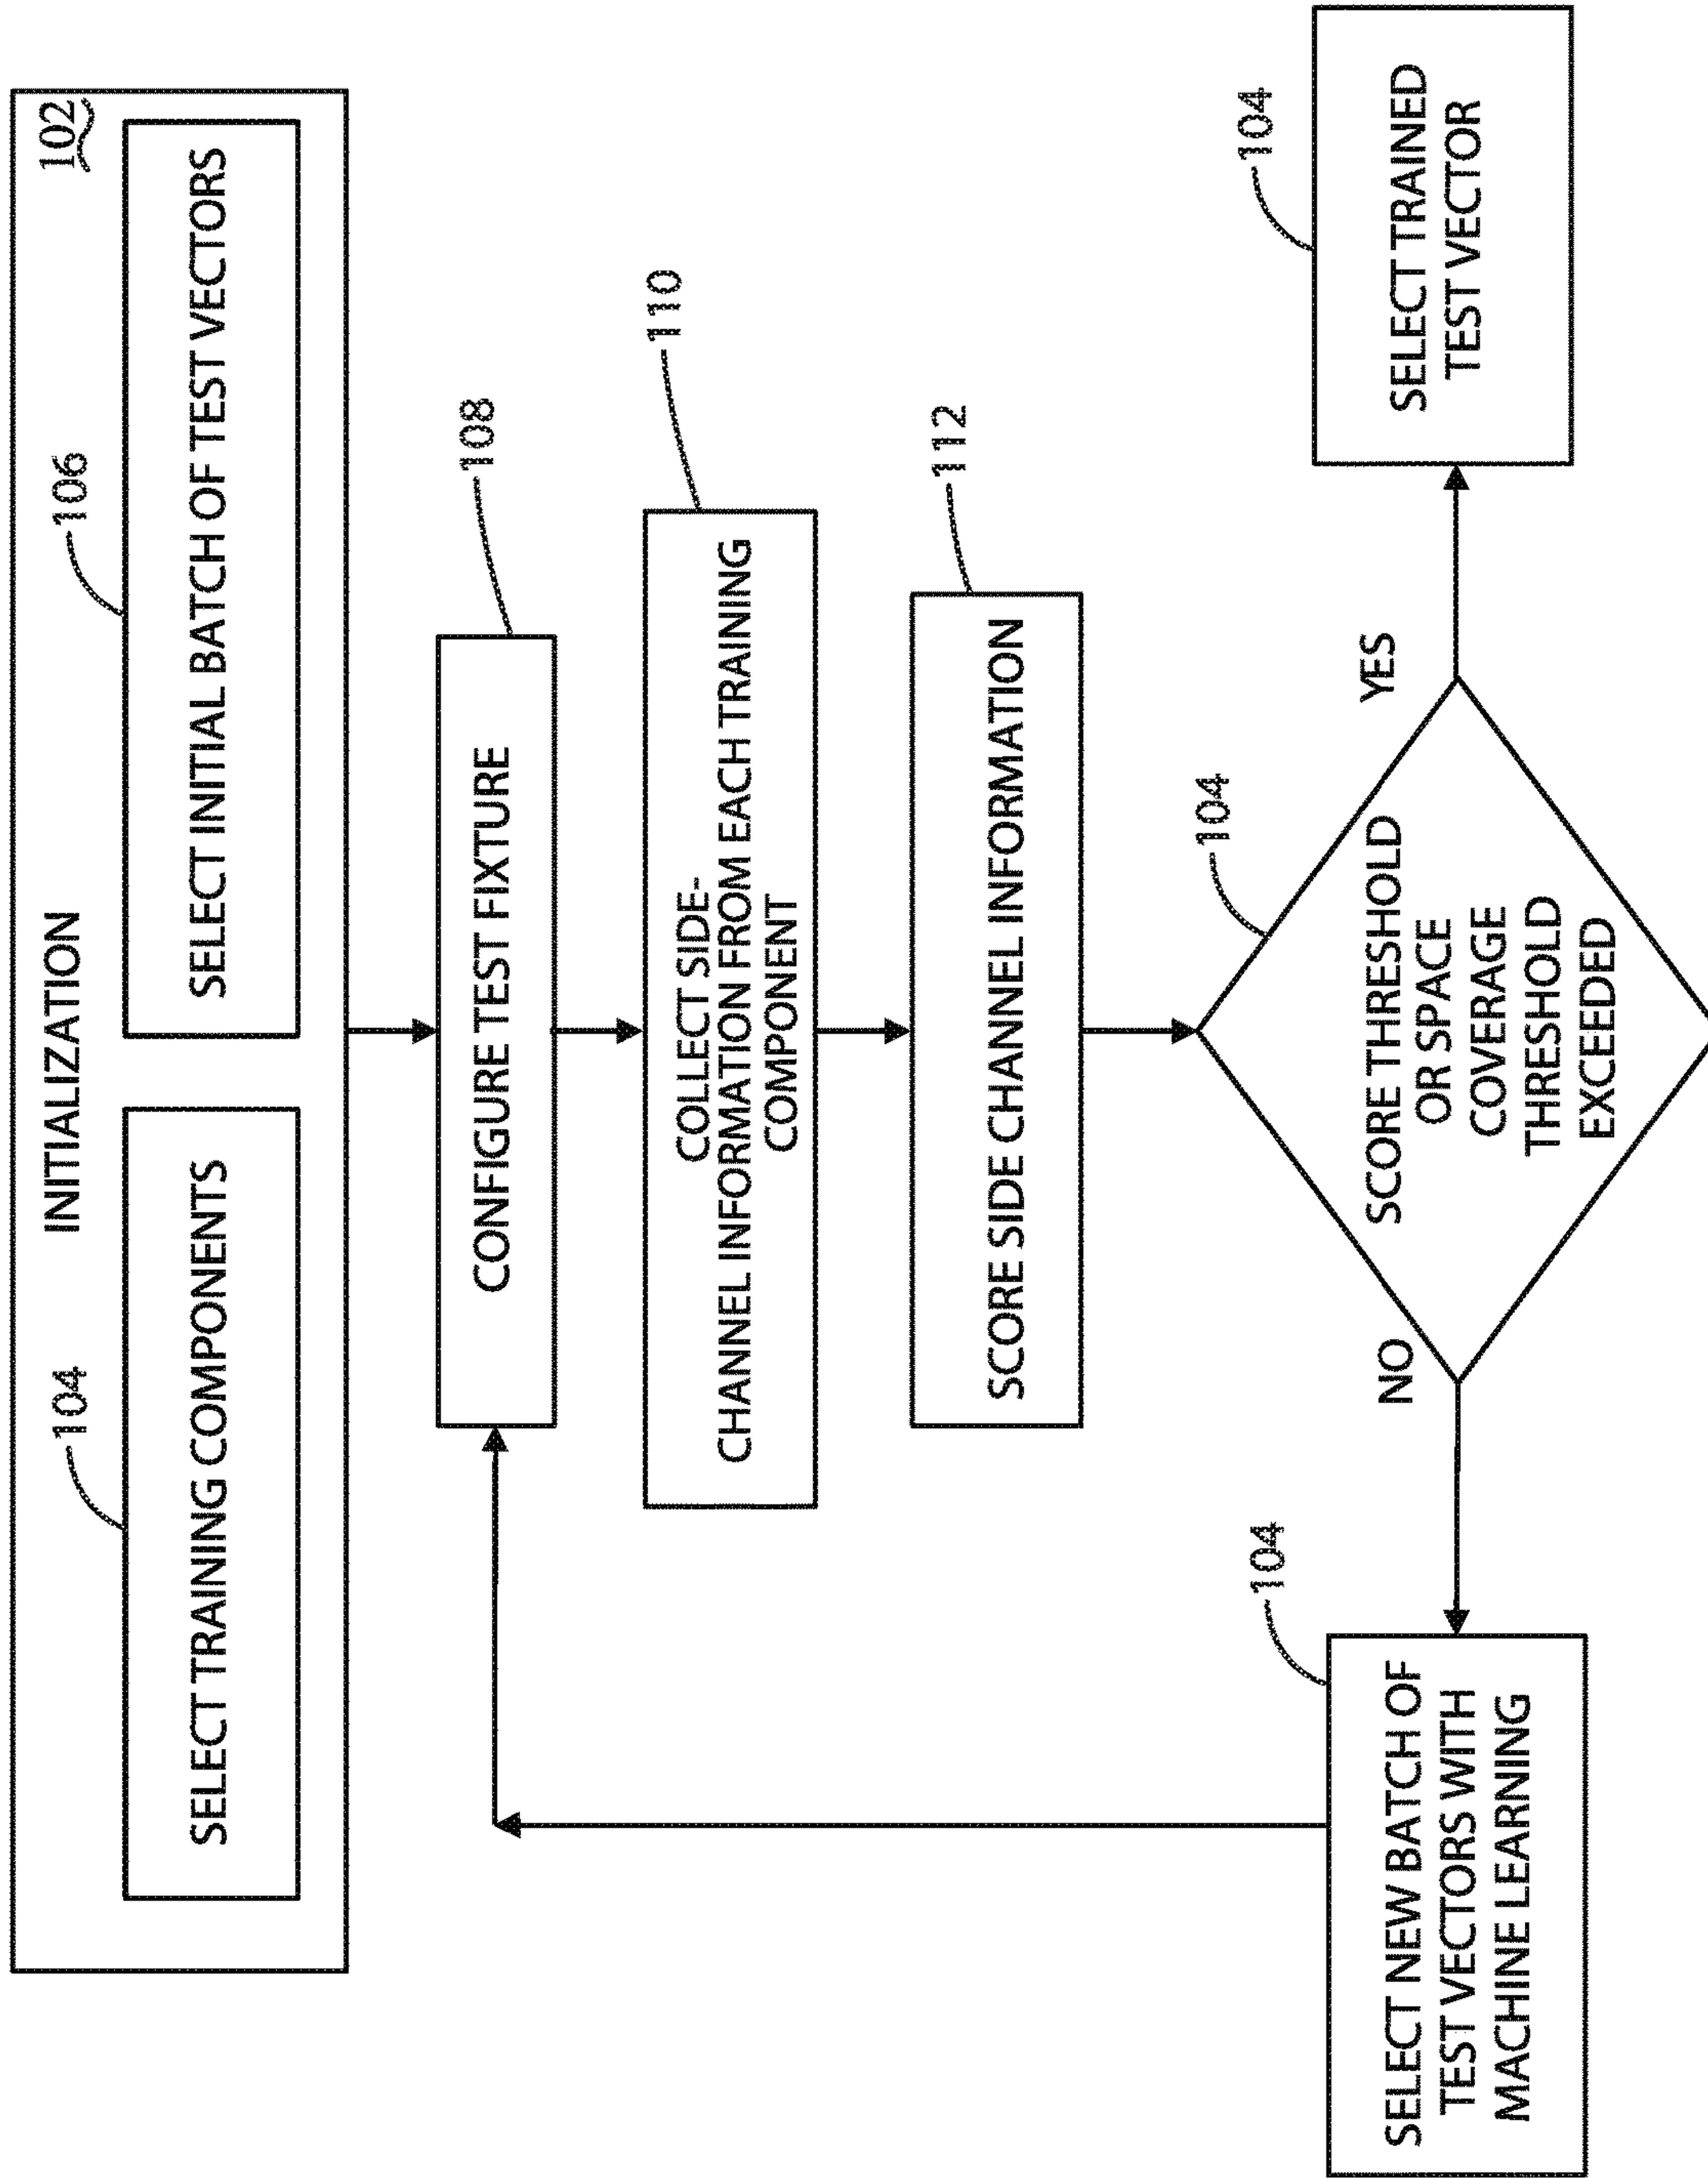 INITIALIZATION
102
104
SELECT TRAINING COMPONENTS
106
SELECT INITIAL BATCH OF TEST VECTORS
108
CONFIGURE TEST FIXTURE
110
COLLECT SIDE-
CHANNEL INFORMATION FROM EACH TRAINING
COMPONENT
112
SCORE SIDE CHANNEL INFORMATION
104
SCORE THRESHOLD
OR SPACE
COVERAGE
THRESHOLD
EXCEEDED
NO
YES
104
SELECT NEW BATCH OF
TEST VECTORS WITH
MACHINE LEARNING
104
SELECT TRAINED
TEST VECTOR